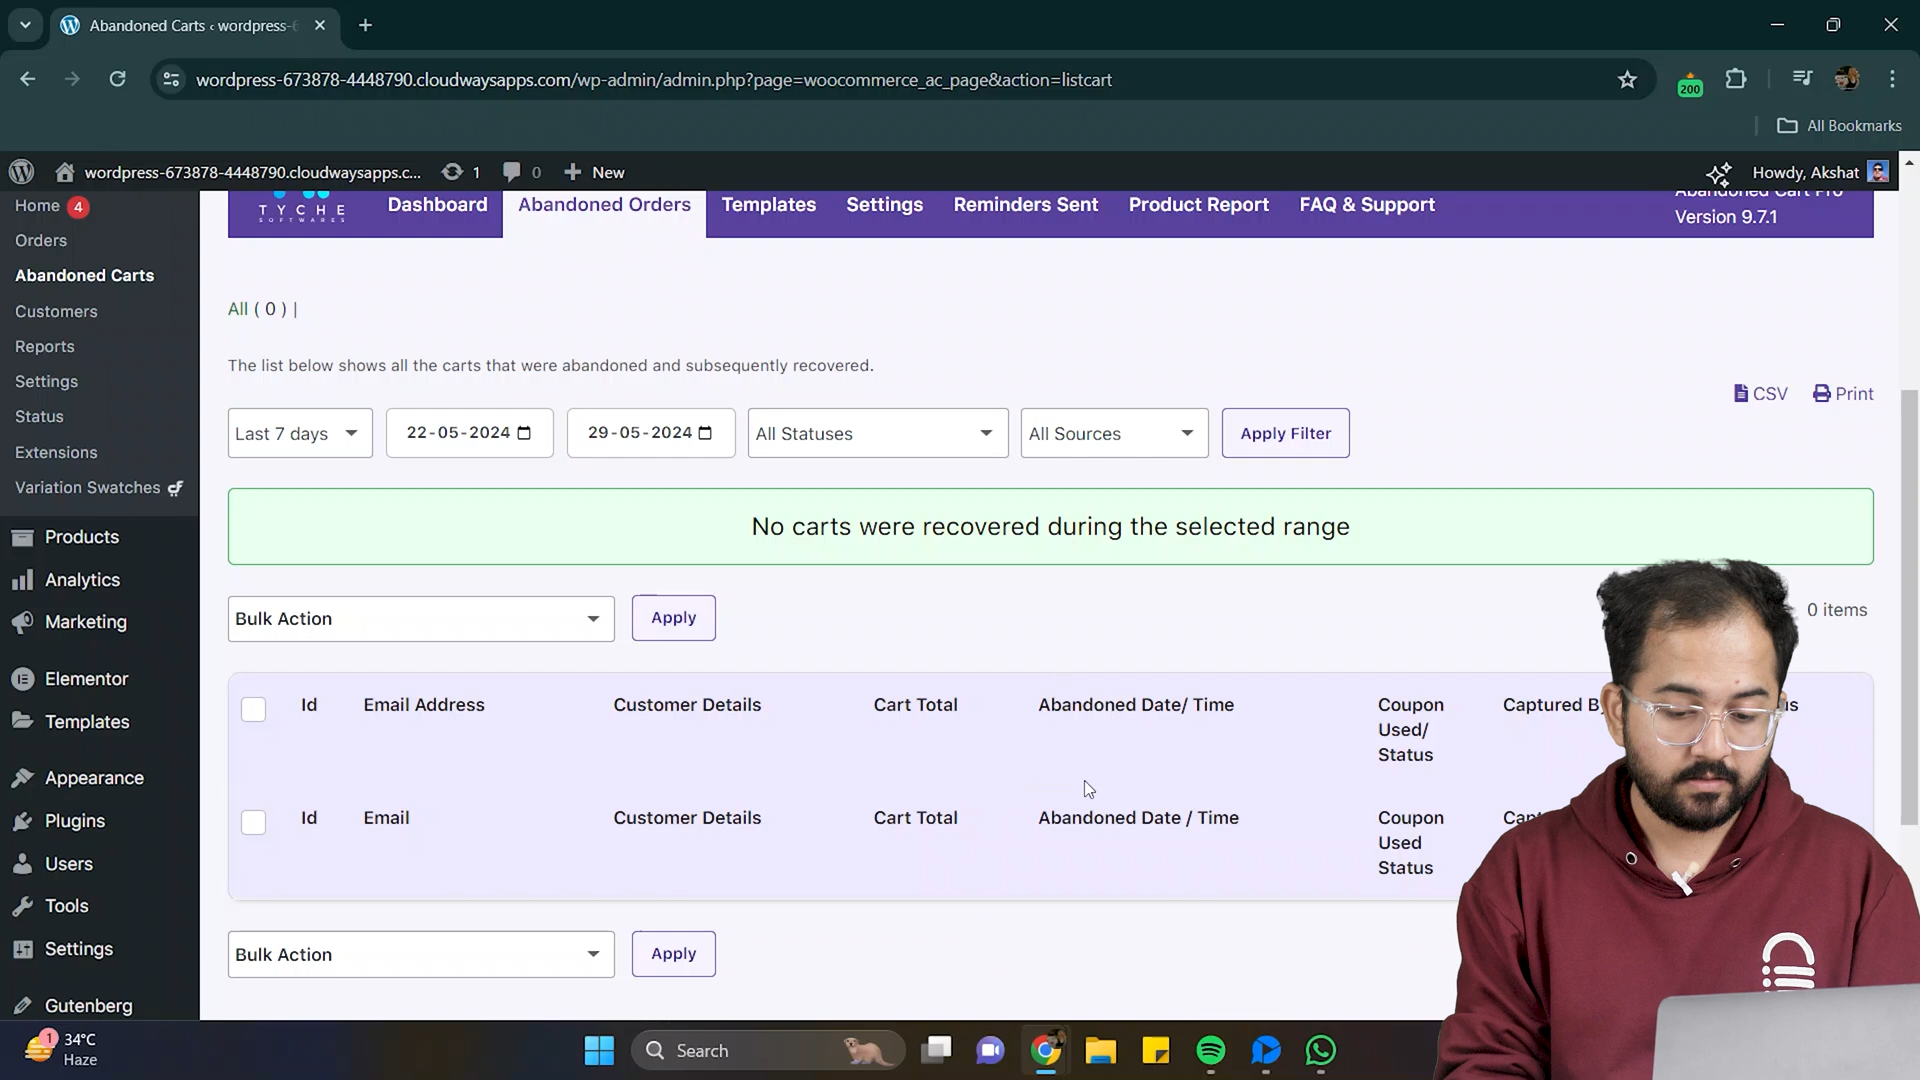 Abandoned Carts ‹ wordpress-6
wordpress-673878-4448790.cloudwaysapps.com/wp-admin/admin.php?page=woocommerce_ac_page&action=listcart
200
All Bookmarks
wordpress-673878-4448790.cloudwaysapps.c...
1
0
New
Howdy, Akshat
Home 4
Orders
Abandoned Carts
Customers
Reports
Settings
Status
Extensions
Variation Swatches
Products
Analytics
Marketing
Elementor
Templates
Appearance
Plugins
Users
Tools
Settings
Gutenberg
TYCHE
SOFTWARES
Dashboard
Abandoned Orders
Templates
Settings
Reminders Sent
Product Report
FAQ & Support
Abandoned Cart Pro
Version 9.7.1
All ( 0 ) |
The list below shows all the carts that were abandoned and subsequently recovered.
CSV
Print
Last 7 days
22-05-2024
29-05-2024
All Statuses
All Sources
Apply Filter
No carts were recovered during the selected range
Bulk Action
Apply
0 items
Id
Email Address
Customer Details
Cart Total
Abandoned Date/ Time
Coupon
Used/
Status
Captured B
Id
Email
Customer Details
Cart Total
Abandoned Date / Time
Coupon
Used
Status
Bulk Action
Apply
1
34°C
Haze
Search